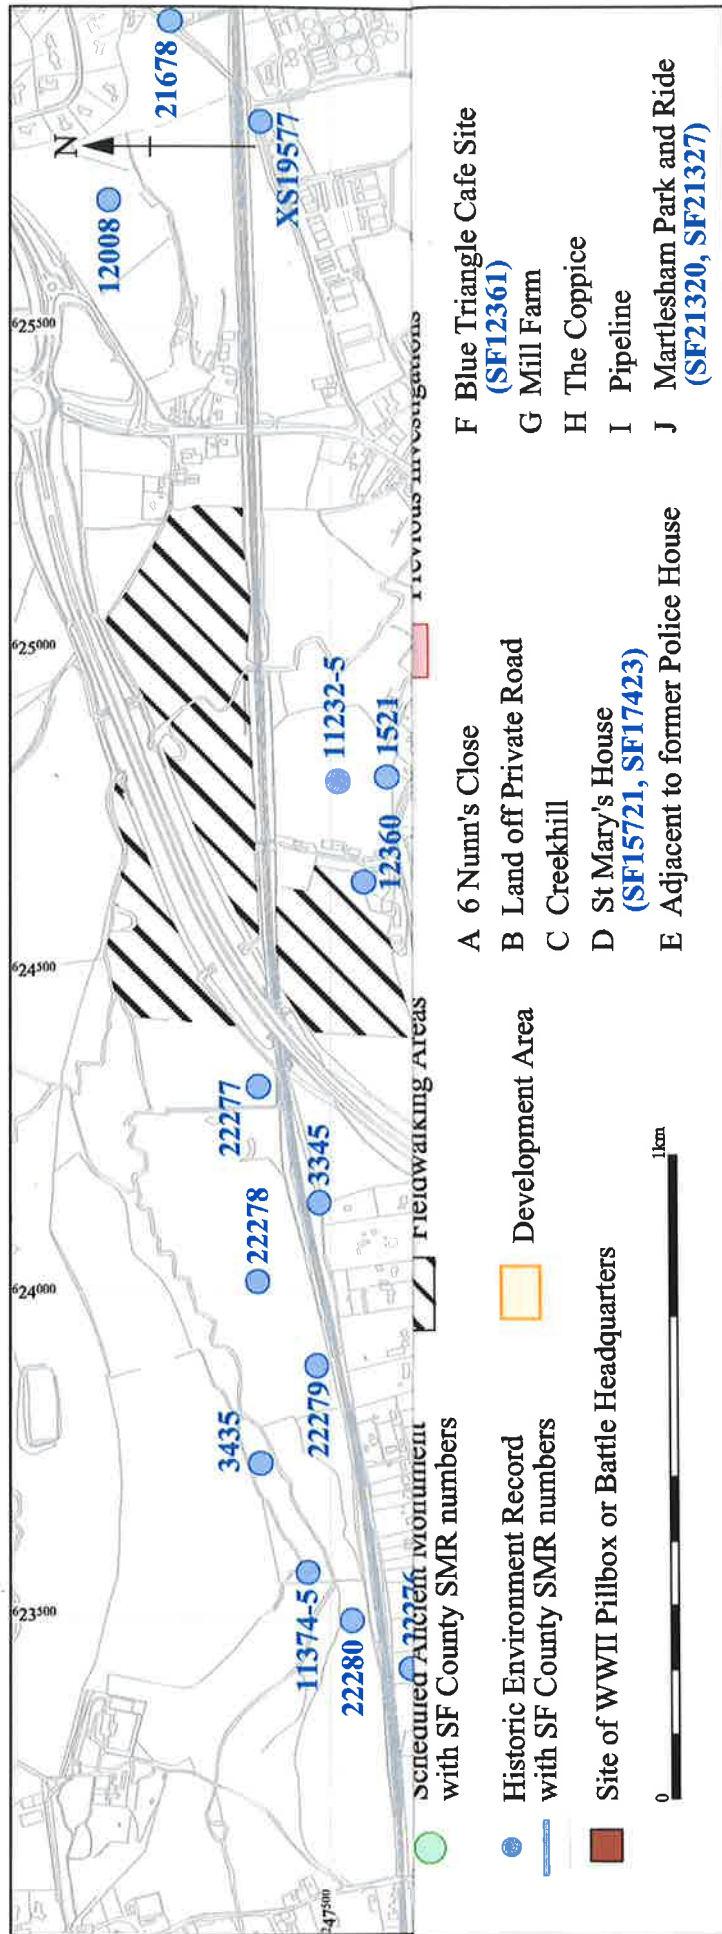 N
21678
12008
XS19577
625500
625000
11232-5
1521
12360
624500
22277
22278
3345
624000
22279
3435
11374-5
22280
22276
623500
247500
Scheduled Ancient Monument
with SF County SMR numbers
Historic Environment Record
with SF County SMR numbers
Site of WWII Pillbox or Battle Headquarters
0
1km
Fieldwalking Areas
Development Area
Previous Investigations
A 6 Nunn's Close
B Land off Private Road
C Creekhill
D St Mary's House
(SF15721, SF17423)
E Adjacent to former Police House
F Blue Triangle Cafe Site
(SF12361)
G Mill Farm
H The Coppice
I Pipeline
J Martlesham Park and Ride
(SF21320, SF21327)